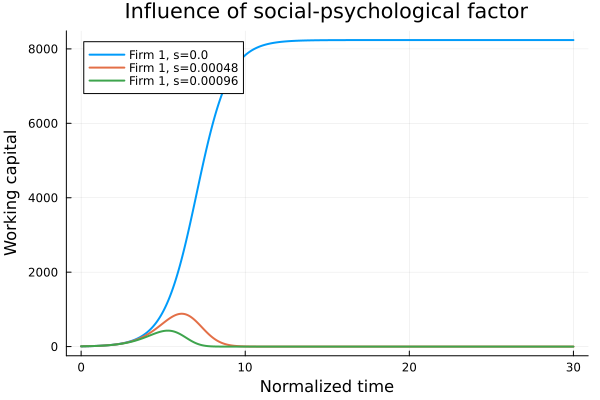 Influence of social-psychological factor
Working capital
8000
6000
4000
2000
0
Firm 1, s=0.0
Firm 1, s=0.00048
Firm 1, s=0.00096
0
10
20
30
Normalized time